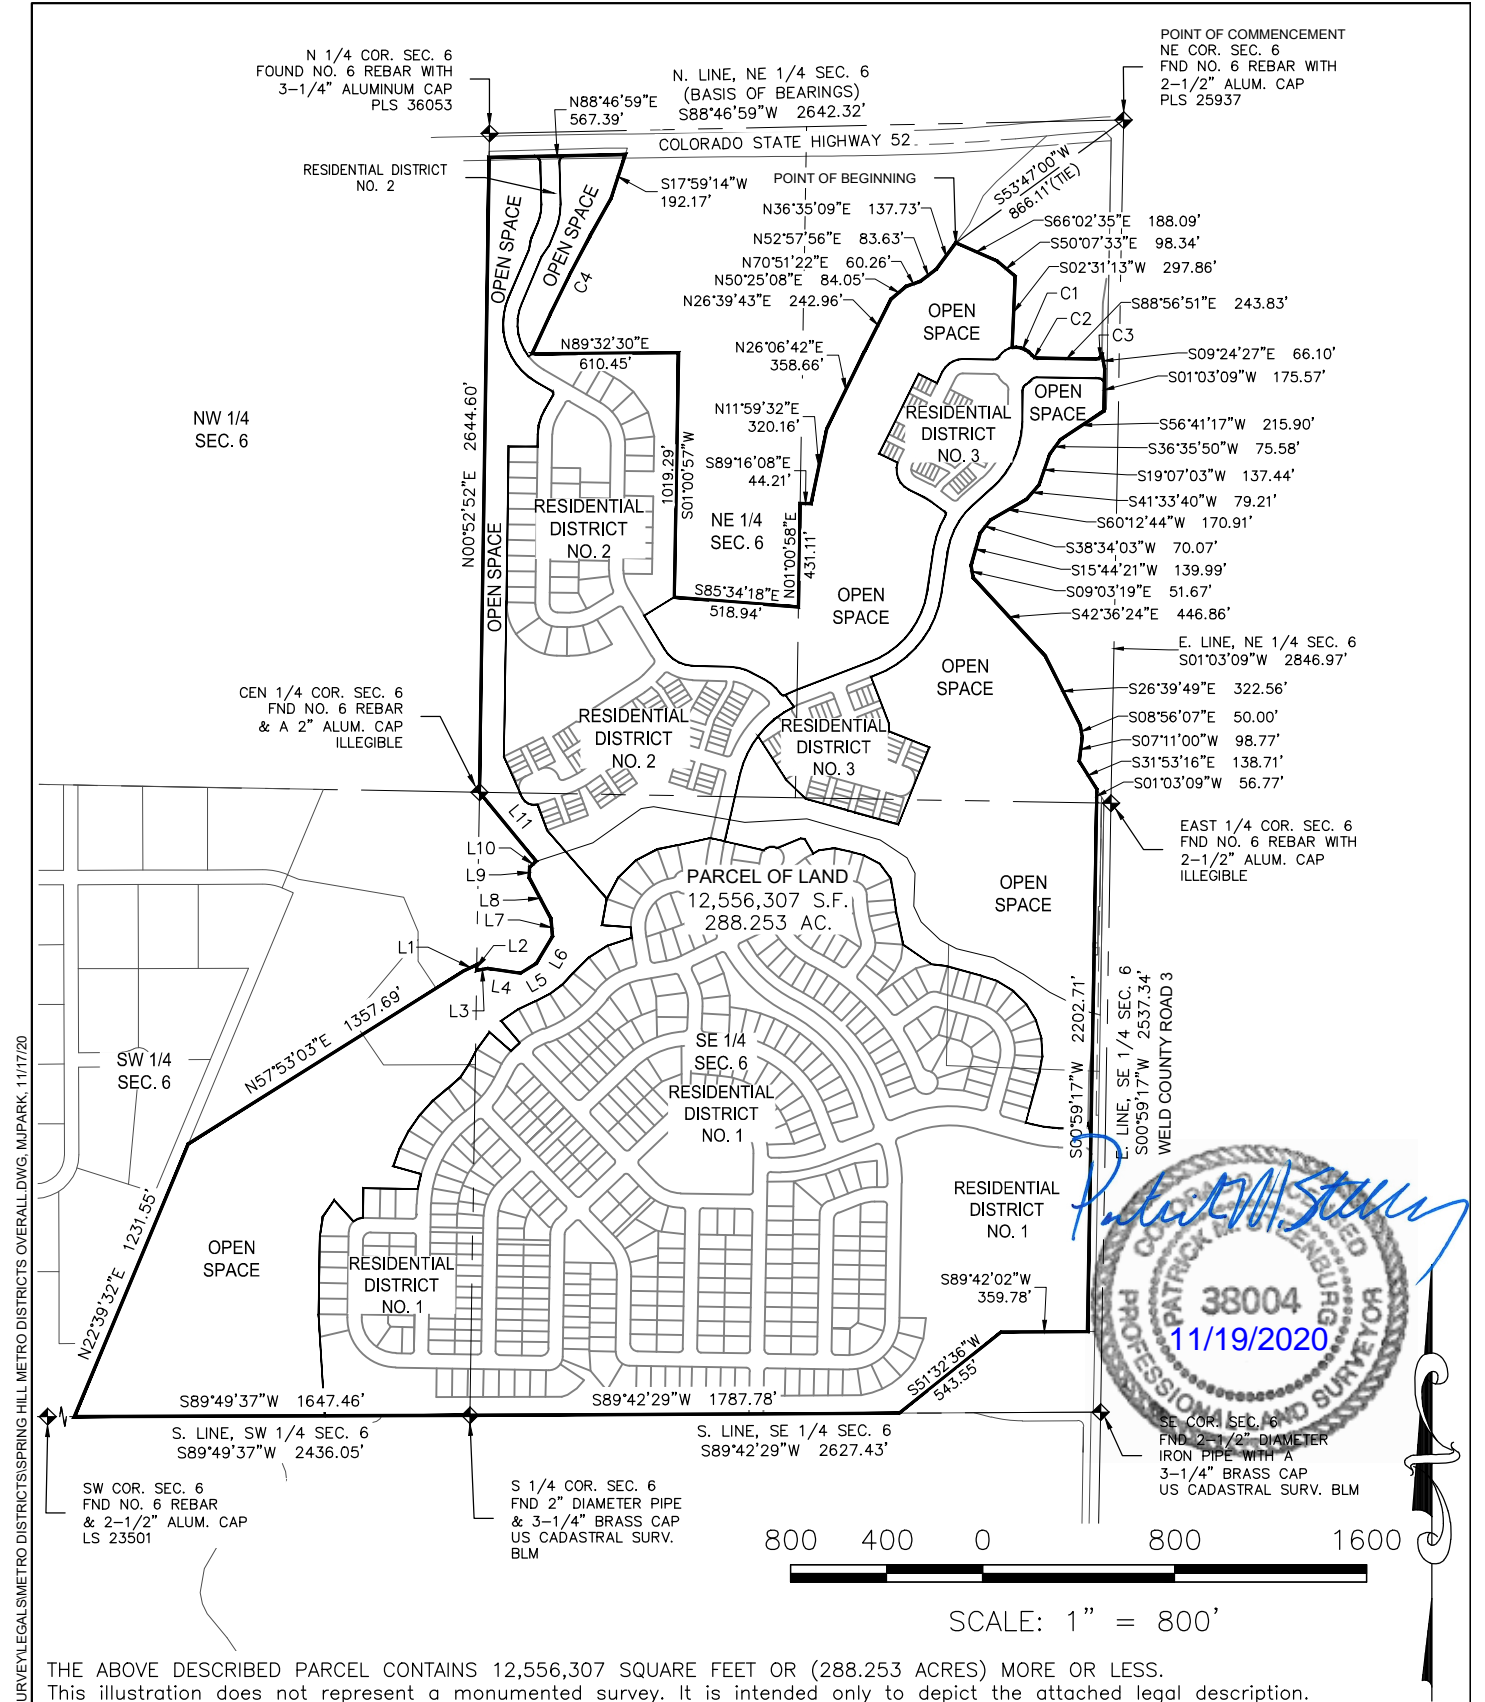 POINT OF COMMENCEMENT
NE COR. SEC. 6
FND NO. 6 REBAR WITH
2-1/2" ALUM. CAP
PLS 25937
N 1/4 COR. SEC. 6
FOUND NO. 6 REBAR WITH
3-1/4" ALUMINUM CAP
PLS 36053
N. LINE, NE 1/4 SEC. 6
(BASIS OF BEARINGS)
S88°46'59"W 2642.32'
N88°46'59"E
567.39'
COLORADO STATE HIGHWAY 52
RESIDENTIAL DISTRICT
NO. 2
S17°59'14"W
192.17'
POINT OF BEGINNING
S53°47'00"W
866.11'(TIE)
N36°35'09"E 137.73'
N52°57'56" 83.63'
N70°51'22"E 60.26'
N50°25'08"E 84.05'
N26°39'43"E 242.96'
S66°02'35"E 188.09'
S50°07'33"E 98.34'
S02°31'13"W 297.86'
C1
S88°56'51"E 243.83'
C2
C3
OPEN SPACE
OPEN SPACE
C4
OPEN
SPACE
N89°32'30"E
610.45'
N26°06'42"E
358.66'
S09°24'27"E 66.10'
S01°03'09"W 175.57'
OPEN
SPACE
NW 1/4
SEC. 6
N00°52'52"E 2644.60'
N11°59'32"E
320.16'
RESIDENTIAL
DISTRICT
NO. 3
S56°41'17"W 215.90'
S36°35'50"W 75.58'
S89°16'08"E
44.21'
S19°07'03"W 137.44'
S41°33'40"W 79.21'
1019.29'
S01°00'57"W
RESIDENTIAL
DISTRICT
NO. 2
NE 1/4
SEC. 6
S60°12'44"W 170.91'
S38°34'03"W 70.07'
S15°44'21"W 139.99'
S09°03'19"E 51.67'
S42°36'24"E 446.86'
N01°00'58"E
431.11'
OPEN SPACE
S85°34'18"E
518.94'
OPEN
SPACE
E. LINE, NE 1/4 SEC. 6
S01°03'09"W 2846.97'
OPEN
SPACE
CEN 1/4 COR. SEC. 6
FND NO. 6 REBAR
& A 2" ALUM. CAP
ILLEGIBLE
S26°39'49"E 322.56'
S08°56'07"E 50.00'
S07°11'00"W 98.77'
S31°53'16"E 138.71'
S01°03'09"W 56.77'
RESIDENTIAL
DISTRICT
NO. 2
RESIDENTIAL
DISTRICT
NO. 3
L11
L10
L9
L8
L7
L6
L5
L4
L3
L2
L1
EAST 1/4 COR. SEC. 6
FND NO. 6 REBAR WITH
2-1/2" ALUM. CAP
ILLEGIBLE
PARCEL OF LAND
12,556,307 S.F.
288.253 AC.
OPEN
SPACE
N57°53'03"E 1357.69'
SW 1/4
SEC. 6
SE 1/4
SEC. 6
RESIDENTIAL
DISTRICT
NO. 1
S00°59'17"W 2202.71'
E. LINE, SE 1/4 SEC. 6
S00°59'17"W 2537.34'
WELD COUNTY ROAD 3
N22°39'32"E 1231.55'
OPEN
SPACE
RESIDENTIAL
DISTRICT
NO. 1
RESIDENTIAL
DISTRICT
NO. 1
COLORADO LICENSED
PATRICK M.
38004
11/19/2020
PROFESSIONAL LAND SURVEYOR
S89°42'02"W
359.78'
S51°32'36"W
543.55'
S89°49'37"W 1647.46'
S. LINE, SW 1/4 SEC. 6
S89°49'37"W 2436.05'
S89°42'29"W 1787.78'
S. LINE, SE 1/4 SEC. 6
S89°42'29"W 2627.43'
SE COR. SEC. 6
FND 2-1/2" DIAMETER
IRON PIPE WITH A
3-1/4" BRASS CAP
US CADASTRAL SURV. BLM
SW COR. SEC. 6
FND NO. 6 REBAR
& 2-1/2" ALUM. CAP
LS 23501
S 1/4 COR. SEC. 6
FND 2" DIAMETER PIPE
& 3-1/4" BRASS CAP
US CADASTRAL SURV.
BLM
800 400 0 800 1600
SCALE: 1" = 800'
THE ABOVE DESCRIBED PARCEL CONTAINS 12,556,307 SQUARE FEET OR (288.253 ACRES) MORE OR LESS.
This illustration does not represent a monumented survey. It is intended only to depict the attached legal description.
URVEY\LEGALS\METRO DISTRICTS\SPRING HILL METRO DISTRICTS OVERALL.DWG, MJPARK, 11/17/20